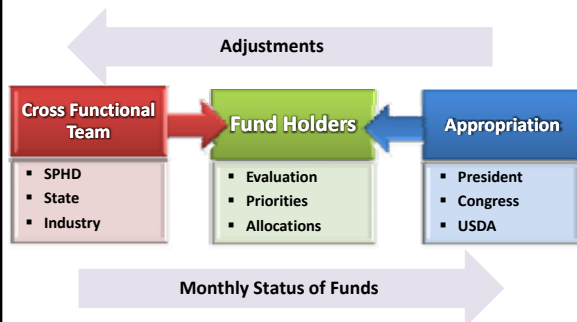 Adjustments
Cross Functional
Team
▪ SPHD
▪ State
▪ Industry
Fund Holders
▪ Evaluation
▪ Priorities
▪ Allocations
Appropriation
▪ President
▪ Congress
▪ USDA
Monthly Status of Funds